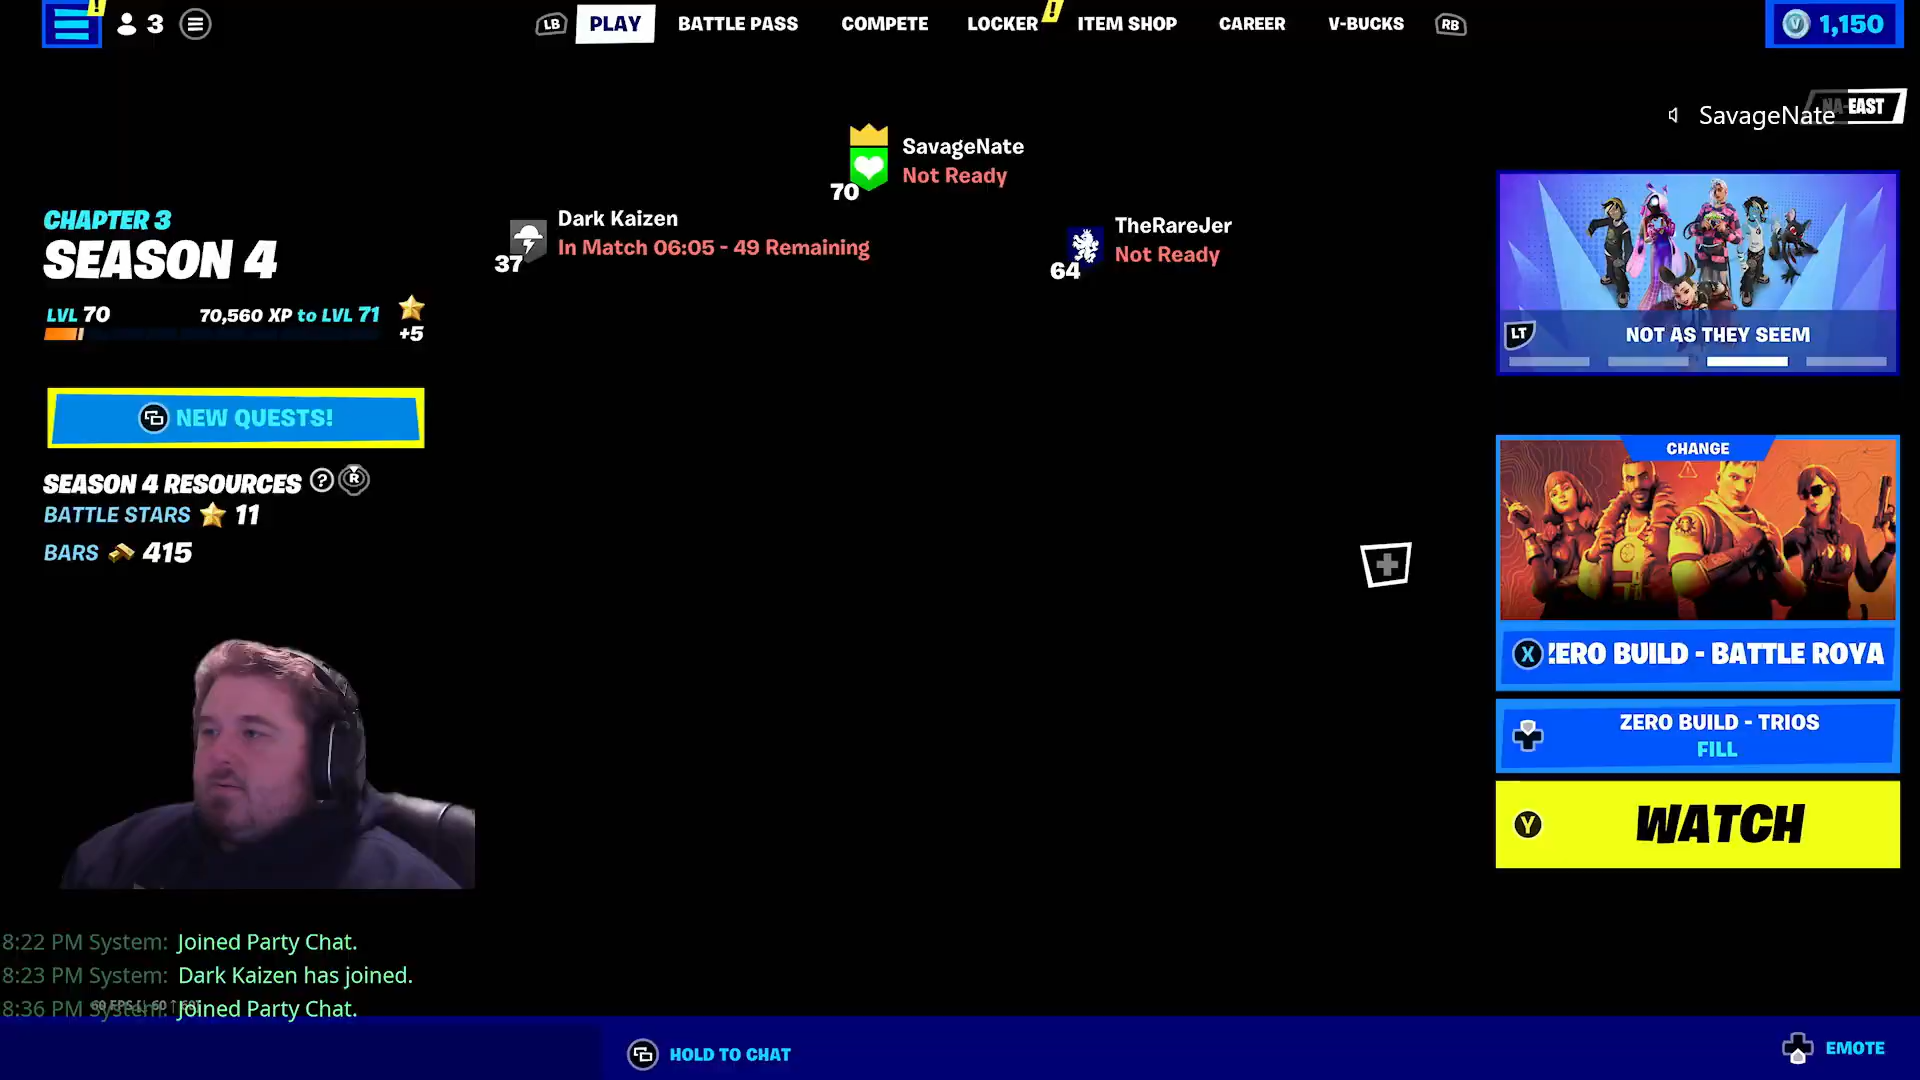 !
3
LB
PLAY
BATTLE PASS
COMPETE
LOCKER
!
ITEM SHOP
CAREER
V-BUCKS
RB
V 1,150
NA-EAST
SavageNate
SavageNate
Not Ready
70
Dark Kaizen
In Match 06:05 - 49 Remaining
37
TheRareJer
Not Ready
64
CHAPTER 3
SEASON 4
LVL 70
70,560 XP to LVL 71
+5
NEW QUESTS!
SEASON 4 RESOURCES ? R
BATTLE STARS 11
BARS 415
LT
NOT AS THEY SEEM
CHANGE
X
ERO BUILD - BATTLE ROYA
ZERO BUILD - TRIOS
FILL
Y WATCH
8:22 PM System: Joined Party Chat.
8:23 PM System: Dark Kaizen has joined.
8:36 PM System: Joined Party Chat.
HOLD TO CHAT
EMOTE